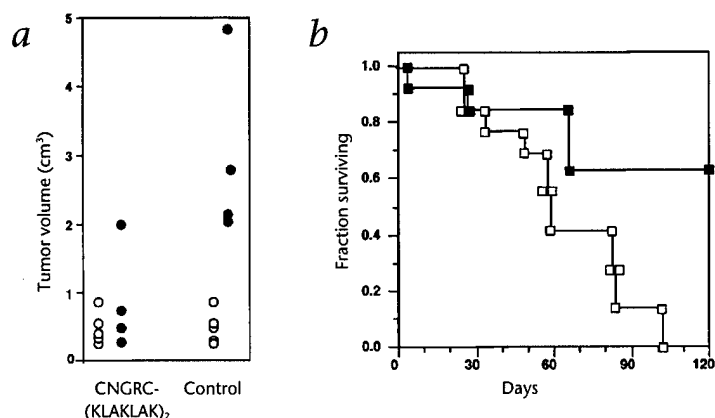 a
b
5
4
3
2
1
0
Tumor volume (cm³)
CNGRC-
(KLAKLAK)₂
Control
1.0
0.8
0.6
0.4
0.2
0.0
Fraction surviving
0 30 60 90 120
Days